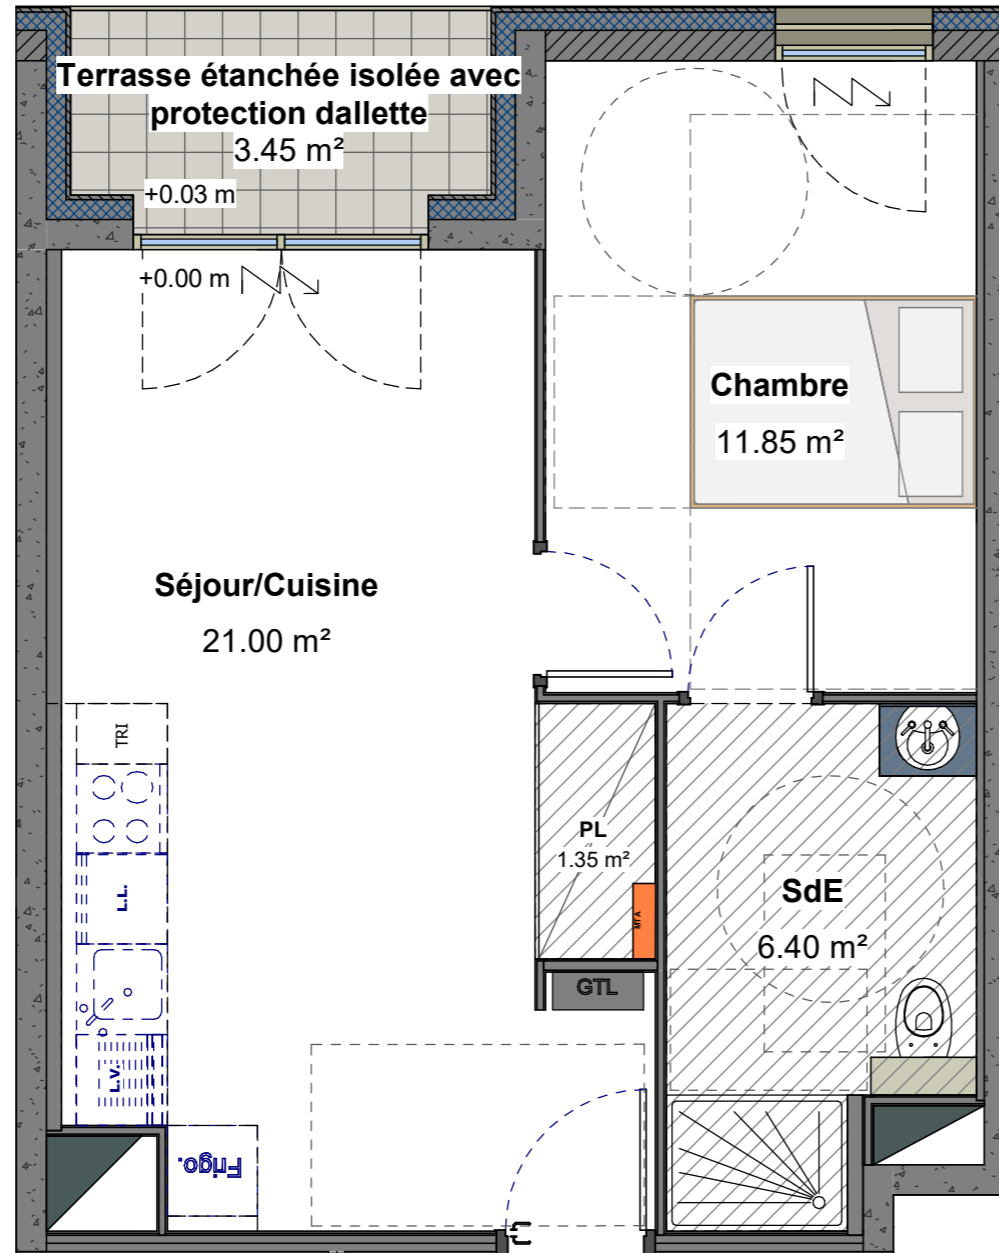 Terrasse étanchée isolée avec
protection dallette
3.45 m²
+0.03 m
+0.00 m
Chambre
11.85 m²
Séjour/Cuisine
21.00 m²
TRI
L.L.
L.V.
Frigo.
PL
1.35 m²
MTA
GTL
SdE
6.40 m²